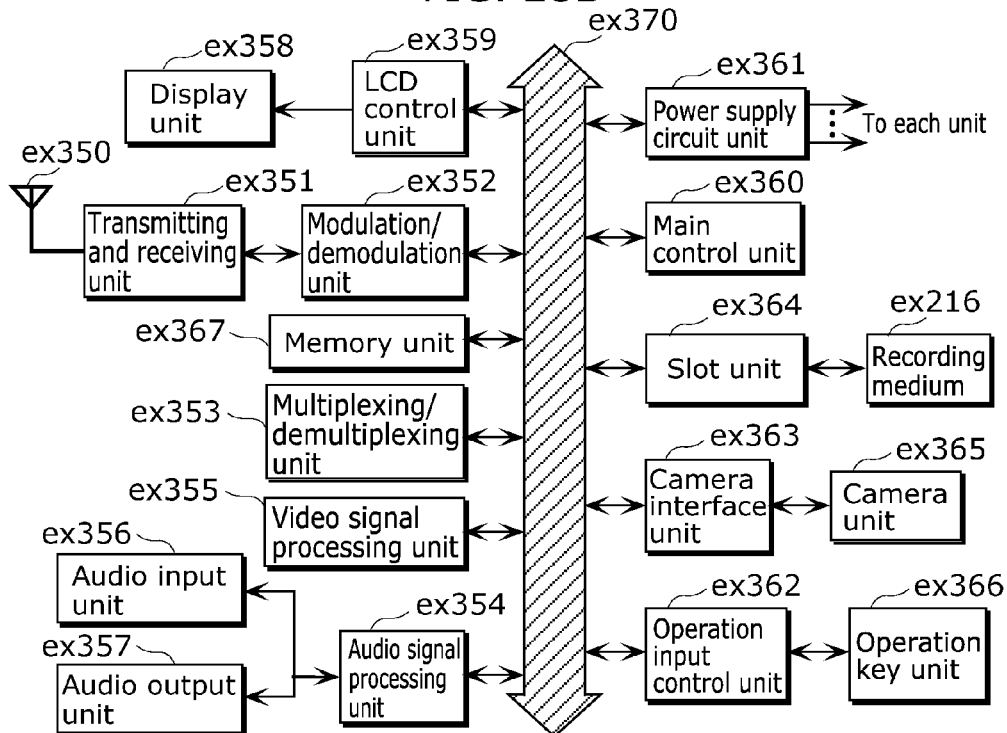 ex370
ex359
ex358
LCD
control
unit
Display
unit
ex361
Power supply
circuit unit
To each unit
ex350
ex351
Transmitting
and receiving
unit
ex352
Modulation/
demodulation
unit
ex360
Main
control unit
ex367
Memory unit
ex364
Slot unit
ex216
Recording
medium
ex353
Multiplexing/
demultiplexing
unit
ex363
Camera
interface
unit
ex365
Camera
unit
ex355
Video signal
processing unit
ex356
Audio input
unit
ex357
Audio output
unit
ex354
Audio signal
processing
unit
ex362
Operation
input
control unit
ex366
Operation
key unit